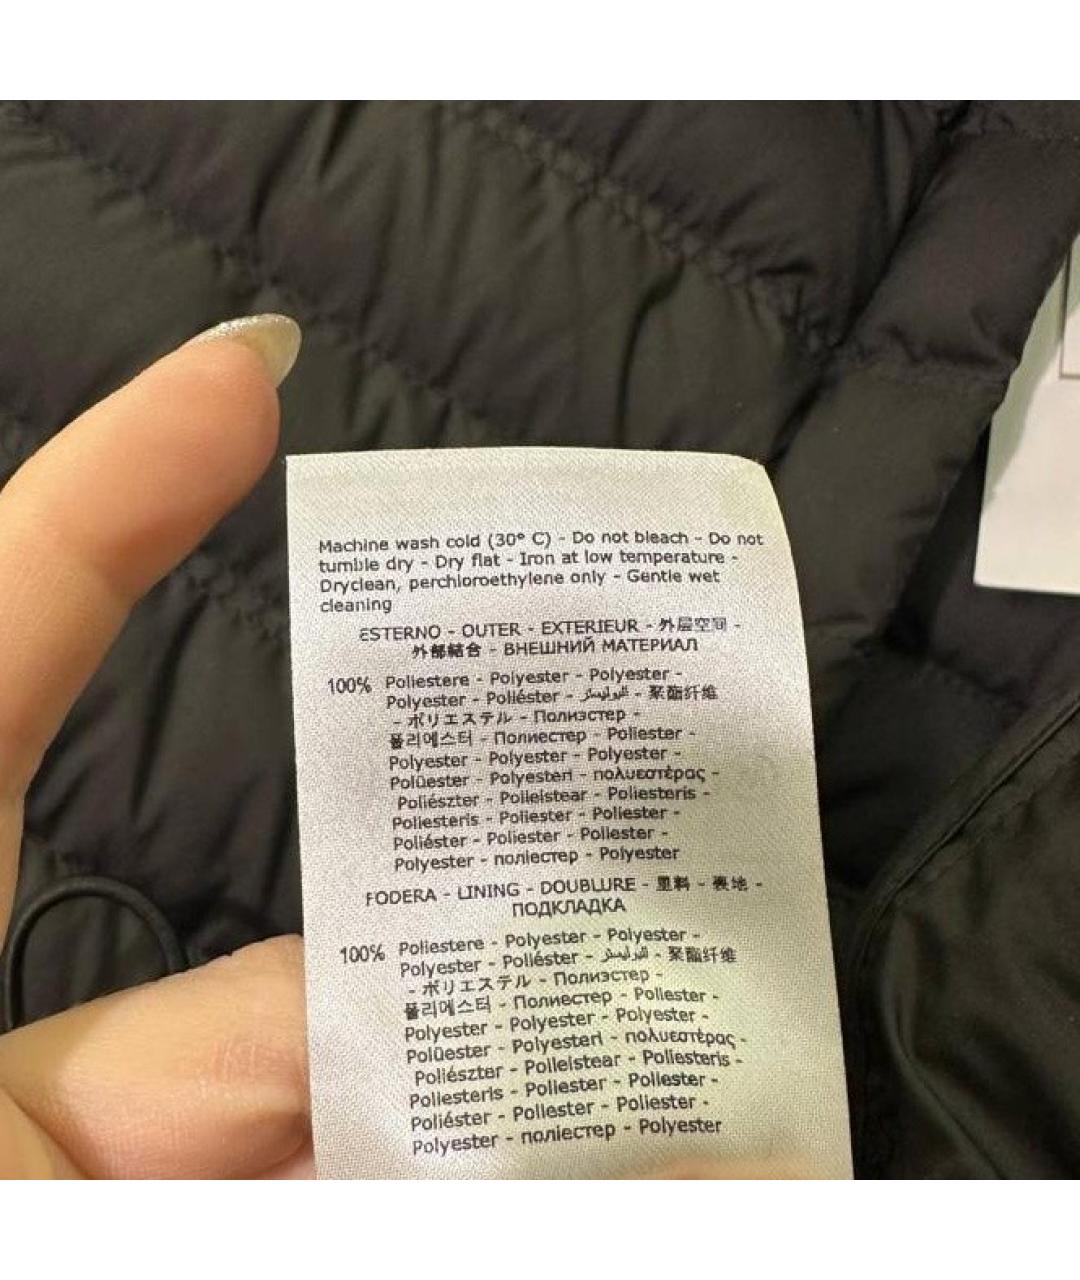 Machine wash cold (30° C) - Do not bleach - Do not
tumble dry - Dry flat - Iron at low temperature -
Dryclean, perchloroethylene only - Gentle wet
cleaning
ESTERNO - OUTER - EXTERIEUR - 外层空间 -
外部結合 - ВНЕШНИЙ МАТЕРИАЛ
100% Poliestere - Polyester - Polyester -
Polyester - Poliéster - البوليستر - 聚酯纤维
- ポリエステル - Полиэстер -
폴리에스터 - Полиестер - Poliester -
Polyester - Polyester - Polyester -
Polüester - Polyesteri - πολυεστέρας -
Poliészter - Poileistear - Poliesteris -
Poliesteris - Poliester - Poliester -
Poliéster - Poliester - Poliester -
Polyester - поліестер - Polyester
FODERA - LINING - DOUBLURE - 里料 - 表地 -
ПОДКЛАДКА
100% Poliestere - Polyester - Polyester -
Polyester - Poliéster - البوليستر - 聚酯纤维
- ポリエステル - Полиэстер -
폴리에스터 - Полиестер - Poliester -
Polyester - Polyester - Polyester -
Polüester - Polyesteri - πολυεστέρας -
Poliészter - Poileistear - Poliesteris -
Poliesteris - Poliester - Poliester -
Poliéster - Poliester - Poliester -
Polyester - поліестер - Polyester